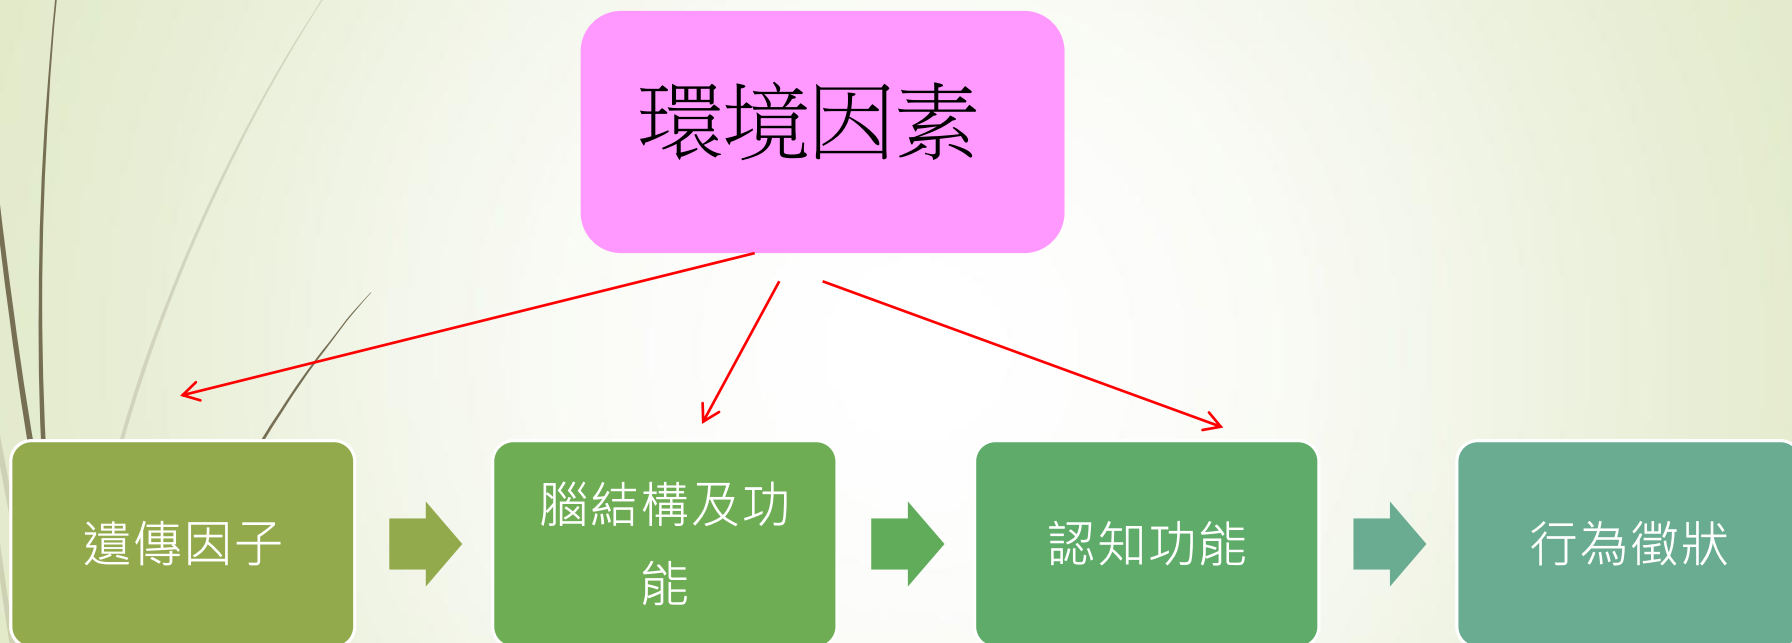 環境因素
遺傳因子
腦結構及功
能
認知功能
行為徵狀